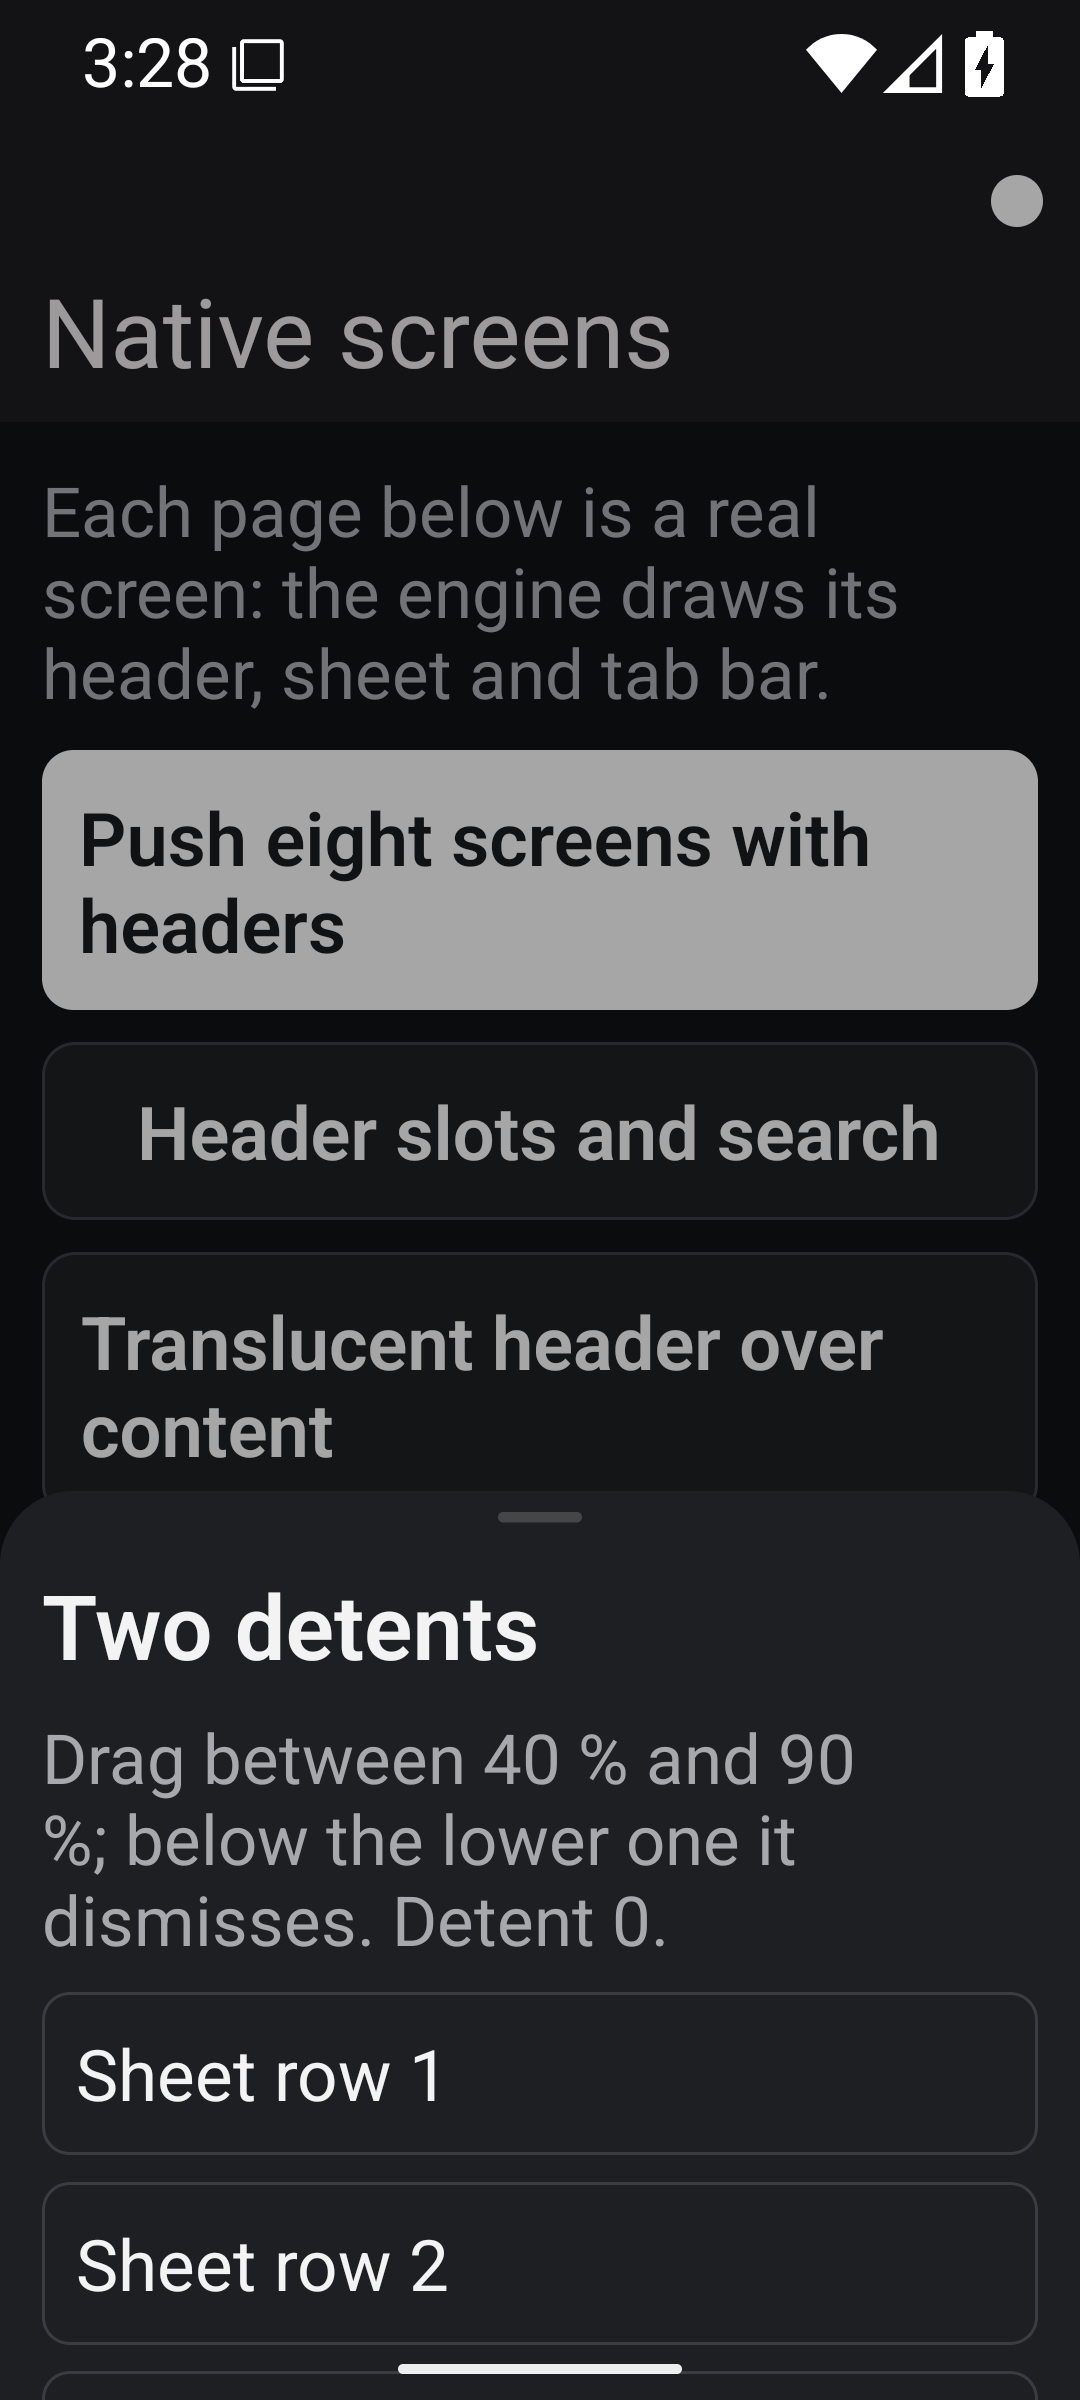 3:28
Native screens
Each page below is a real
screen: the engine draws its
header, sheet and tab bar.
Push eight screens with
headers
Header slots and search
Translucent header over
content
Two detents
Drag between 40 % and 90
%; below the lower one it
dismisses. Detent 0.
Sheet row 1
Sheet row 2